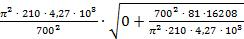 π² · 210 · 4,27 · 10⁸ / 700² · √(0 + 700² · 81 · 16208 / π² · 210 · 4,27 · 10⁸)